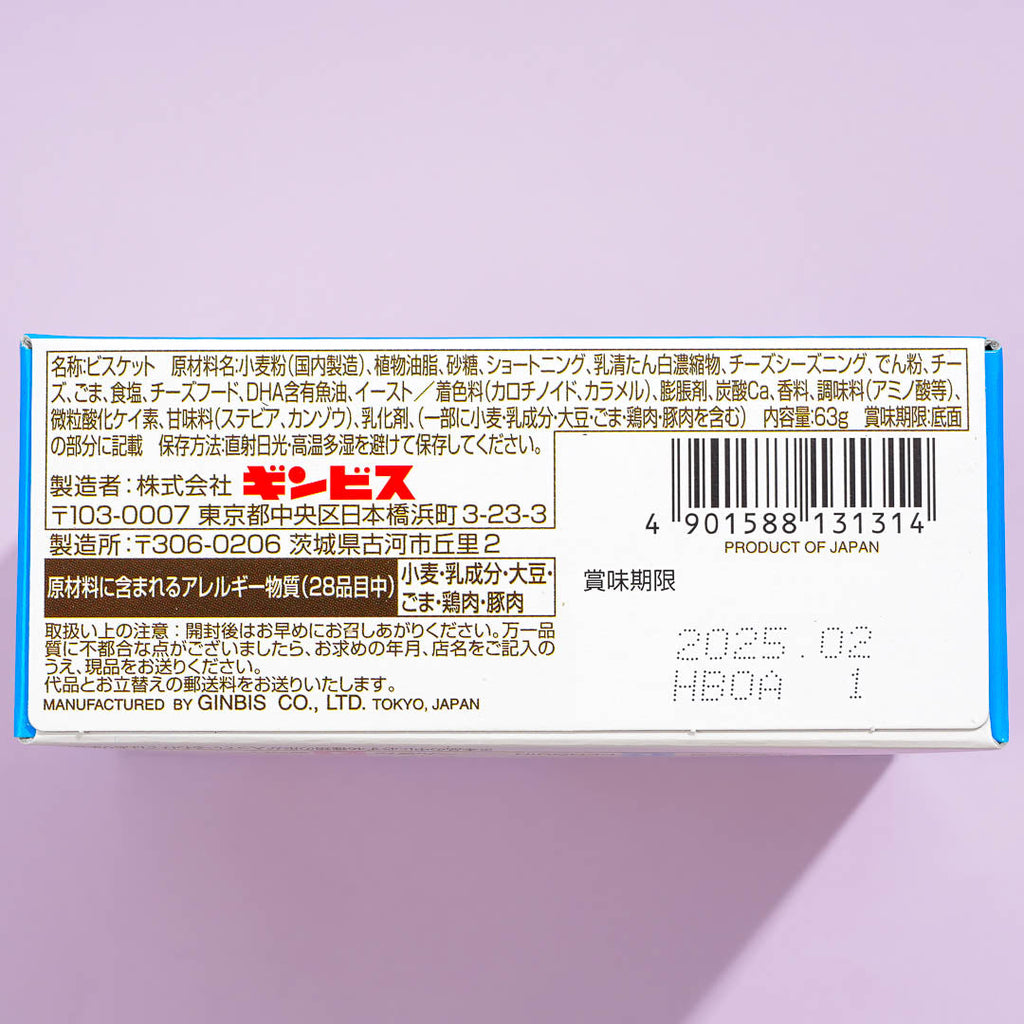 名称:ビスケット 原材料名:小麦粉(国内製造)、植物油脂、砂糖、ショートニング、乳清たん白濃縮物、チーズシーズニング、でん粉、チー
ズ、ごま、食塩、チーズフード、DHA含有魚油、イースト/着色料(カロチノイド、カラメル)、膨脹剤、炭酸Ca、香料、調味料(アミノ酸等)、
微粒酸化ケイ素、甘味料(ステビア、カンゾウ)、乳化剤、(一部に小麦・乳成分・大豆・ごま・鶏肉・豚肉を含む) 内容量:63g 賞味期限:底面
の部分に記載 保存方法:直射日光・高温多湿を避けて保存してください。
製造者:株式会社 ギンビス
〒103-0007 東京都中央区日本橋浜町3-23-3
製造所:〒306-0206 茨城県古河市丘里2
原材料に含まれるアレルギー物質(28品目中)
小麦・乳成分・大豆・
ごま・鶏肉・豚肉
取扱い上の注意:開封後はお早めにお召しあがりください。万一品
質に不都合な点がございましたら、お求めの年月、店名をご記入の
うえ、現品をお送りください。
代品とお立替えの郵送料をお送りいたします。
MANUFACTURED BY GINBIS CO., LTD. TOKYO, JAPAN
4 901588 131314
PRODUCT OF JAPAN
賞味期限
2025.02
HBOA 1